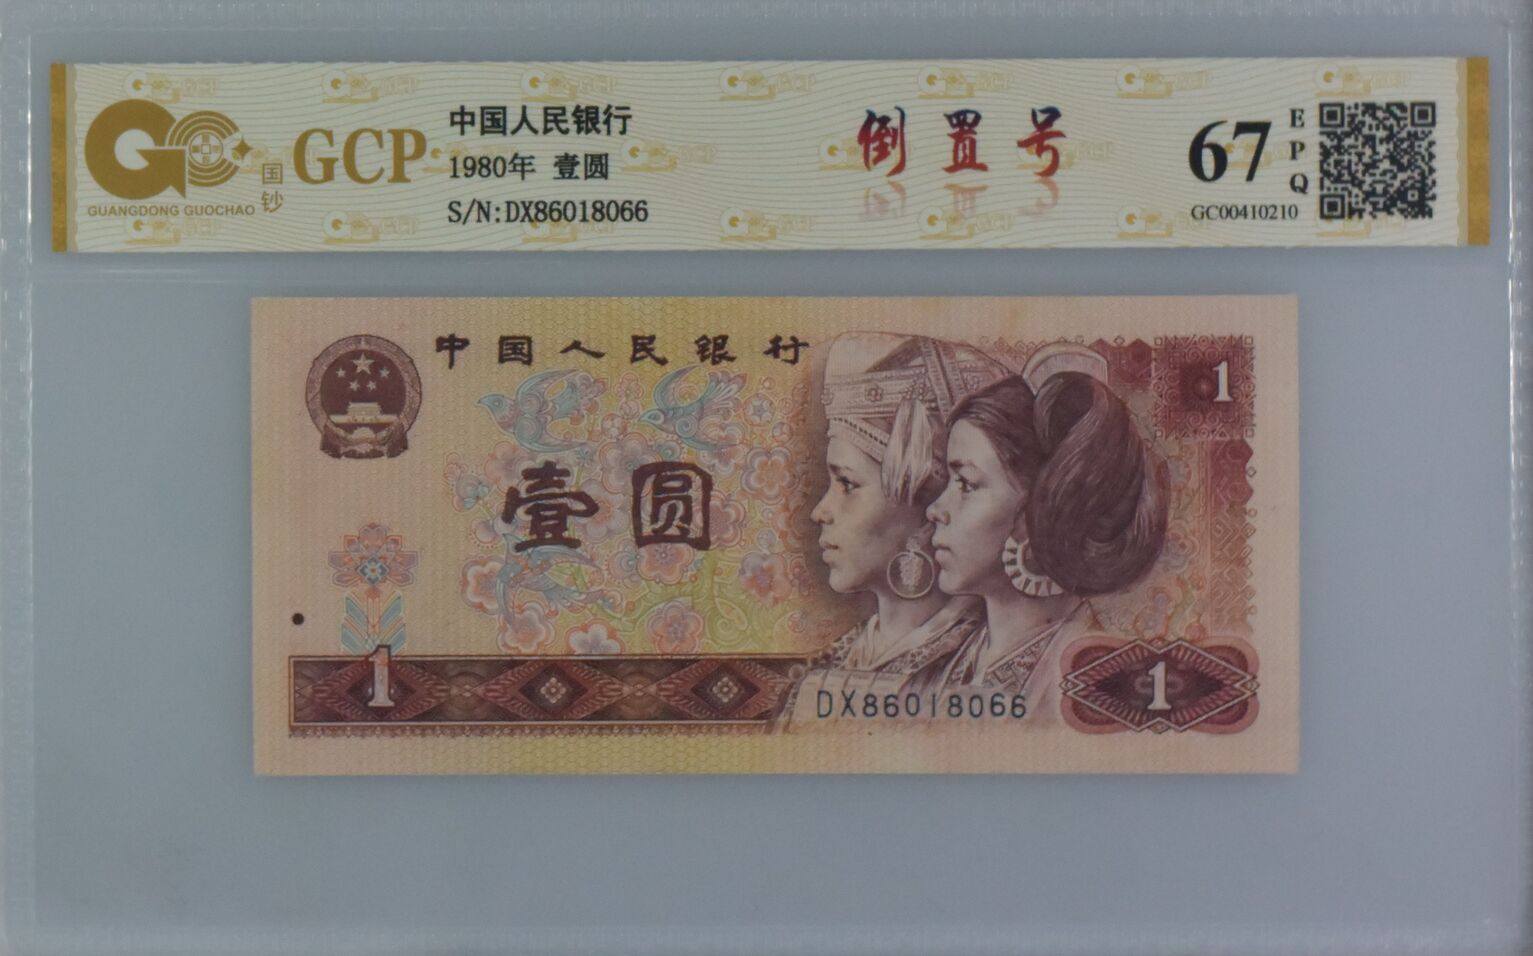 GUANGDONG GUOCHAO
国钞
GCP
中国人民银行
1980年 壹圆
S/N:DX86018066
倒置号
67
EPQ
GC00410210
中国人民银行
1
壹圆
1
DX86018066
1